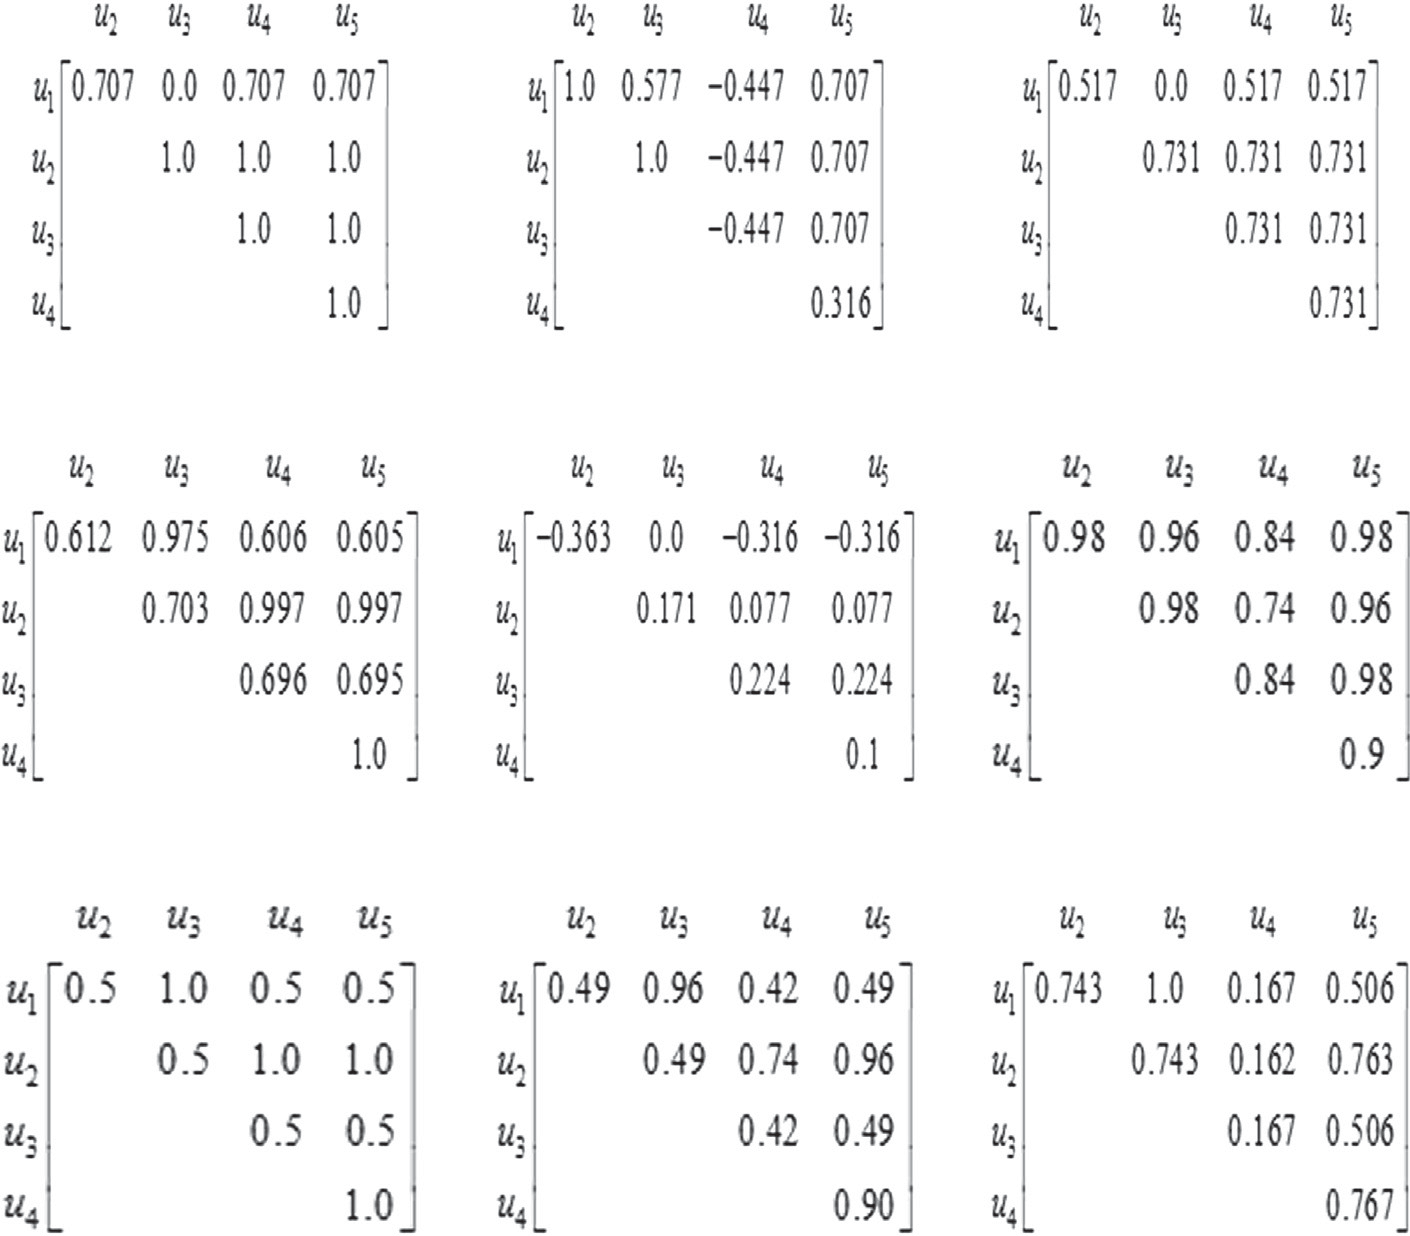 u2 u3 u4 u5
u1 0.707 0.0 0.707 0.707
u2 1.0 1.0 1.0
u3 1.0 1.0
u4 1.0
u2 u3 u4 u5
u1 1.0 0.577 −0.447 0.707
u2 1.0 −0.447 0.707
u3 −0.447 0.707
u4 0.316
u2 u3 u4 u5
u1 0.517 0.0 0.517 0.517
u2 0.731 0.731 0.731
u3 0.731 0.731
u4 0.731
u2 u3 u4 u5
u1 0.612 0.975 0.606 0.605
u2 0.703 0.997 0.997
u3 0.696 0.695
u4 1.0
u2 u3 u4 u5
u1 −0.363 0.0 −0.316 −0.316
u2 0.171 0.077 0.077
u3 0.224 0.224
u4 0.1
u2 u3 u4 u5
u1 0.98 0.96 0.84 0.98
u2 0.98 0.74 0.96
u3 0.84 0.98
u4 0.9
u2 u3 u4 u5
u1 0.5 1.0 0.5 0.5
u2 0.5 1.0 1.0
u3 0.5 0.5
u4 1.0
u2 u3 u4 u5
u1 0.49 0.96 0.42 0.49
u2 0.49 0.74 0.96
u3 0.42 0.49
u4 0.90
u2 u3 u4 u5
u1 0.743 1.0 0.167 0.506
u2 0.743 0.162 0.763
u3 0.167 0.506
u4 0.767